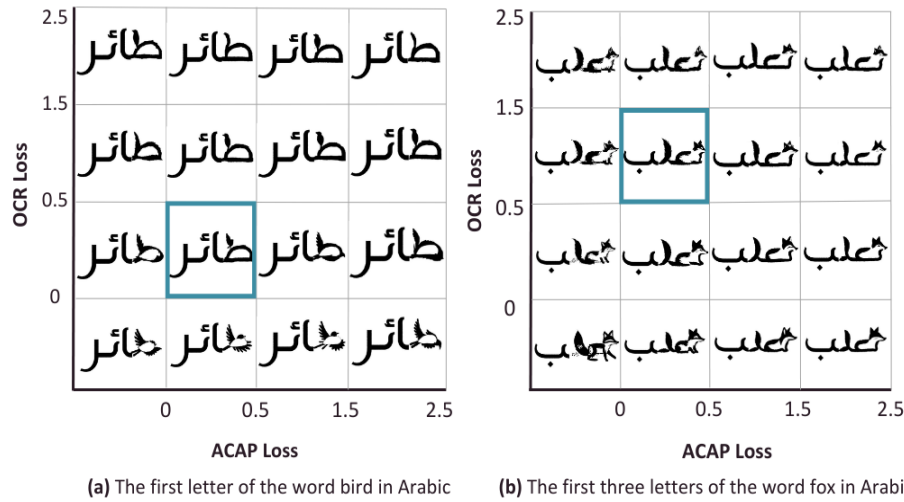 2.5
طائر طائر طائر طائر
1.5
طائر طائر طائر طائر
0.5
طائر طائر طائر طائر
0
طائر طائر طائر طائر
0 0.5 1.5 2.5
OCR Loss
ACAP Loss
(a) The first letter of the word bird in Arabic
2.5
ثعلب ثعلب ثعلب ثعلب
1.5
ثعلب ثعلب ثعلب ثعلب
0.5
ثعلب ثعلب ثعلب ثعلب
0
ثعلب ثعلب ثعلب ثعلب
0 0.5 1.5 2.5
OCR Loss
ACAP Loss
(b) The first three letters of the word fox in Arabi